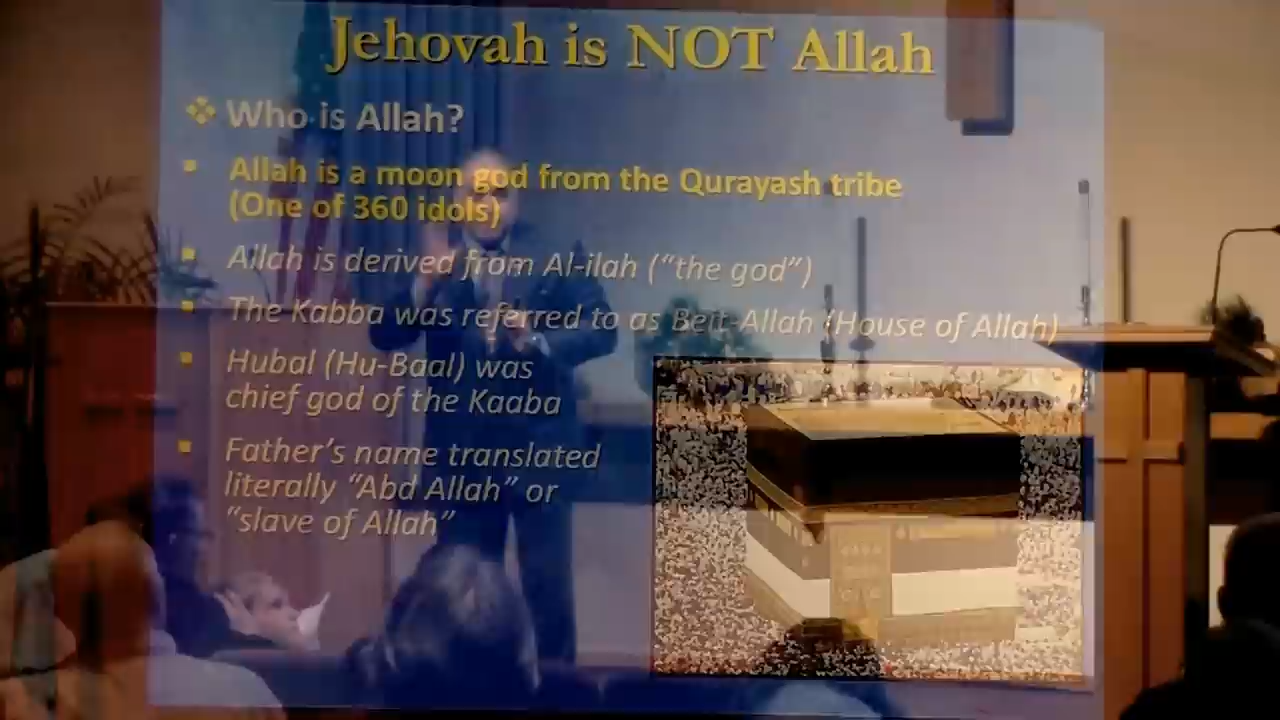 Jehovah is NOT Allah
Who is Allah?
Allah is a moon god from the Qurayash tribe
(One of 360 idols)
Allah is derived from Al-ilah (“the god”)
The Kabba was referred to as Beit-Allah (House of Allah)
Hubal (Hu-Baal) was
chief god of the Kaaba
Father’s name translated
literally “Abd Allah” or
“slave of Allah”